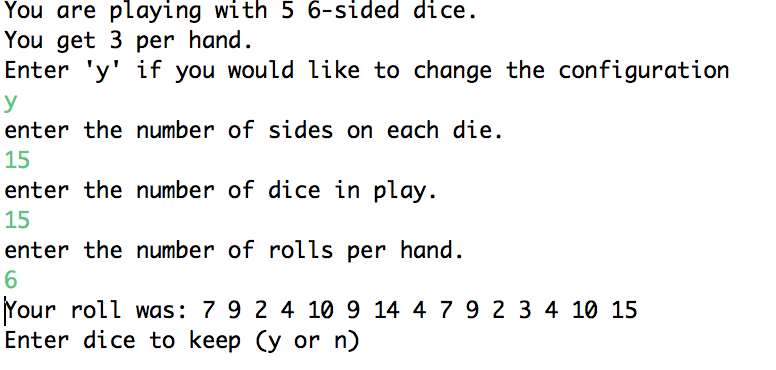 You are playing with 5 6-sided dice.
You get 3 per hand.
Enter 'y' if you would like to change the configuration
y
enter the number of sides on each die.
15
enter the number of dice in play.
15
enter the number of rolls per hand.
6
Your roll was: 7 9 2 4 10 9 14 4 7 9 2 3 4 10 15
Enter dice to keep (y or n)